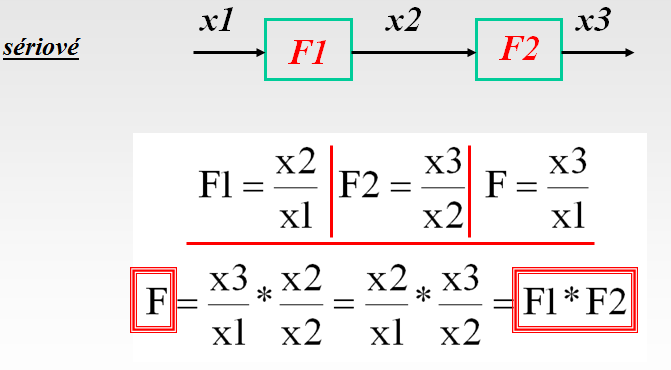 x1 x2 x3
sériové F1 F2
F1 = x2/x1 | F2 = x3/x2 | F = x3/x1
F = x3/x1 * x2/x2 = x2/x1 * x3/x2 = F1 * F2